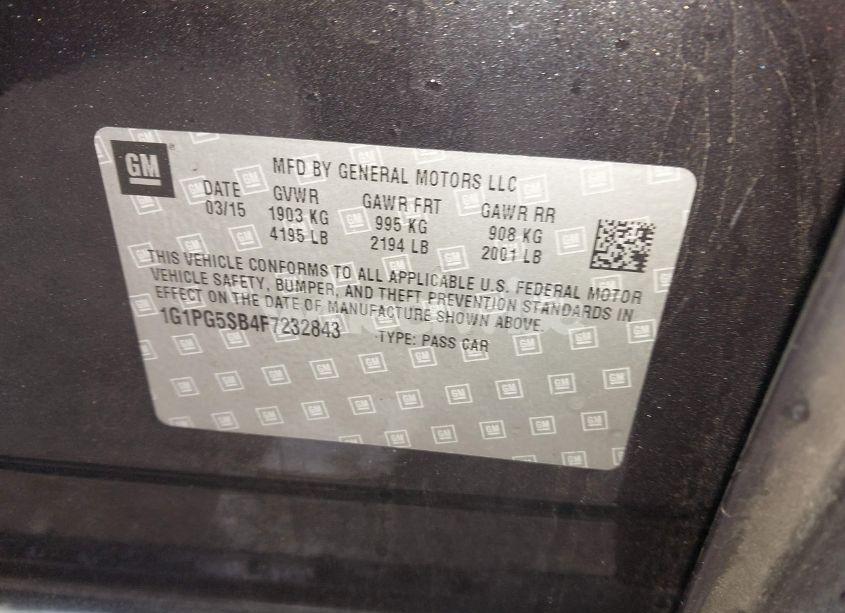 GM
MFD BY GENERAL MOTORS LLC
DATE GVWR GAWR FRT GAWR RR
03/15 1903 KG 995 KG 908 KG
4195 LB 2194 LB 2001 LB
THIS VEHICLE CONFORMS TO ALL APPLICABLE U.S. FEDERAL MOTOR
VEHICLE SAFETY, BUMPER, AND THEFT PREVENTION STANDARDS IN
EFFECT ON THE DATE OF MANUFACTURE SHOWN ABOVE.
1G1PG5SB4F7232843 TYPE: PASS CAR